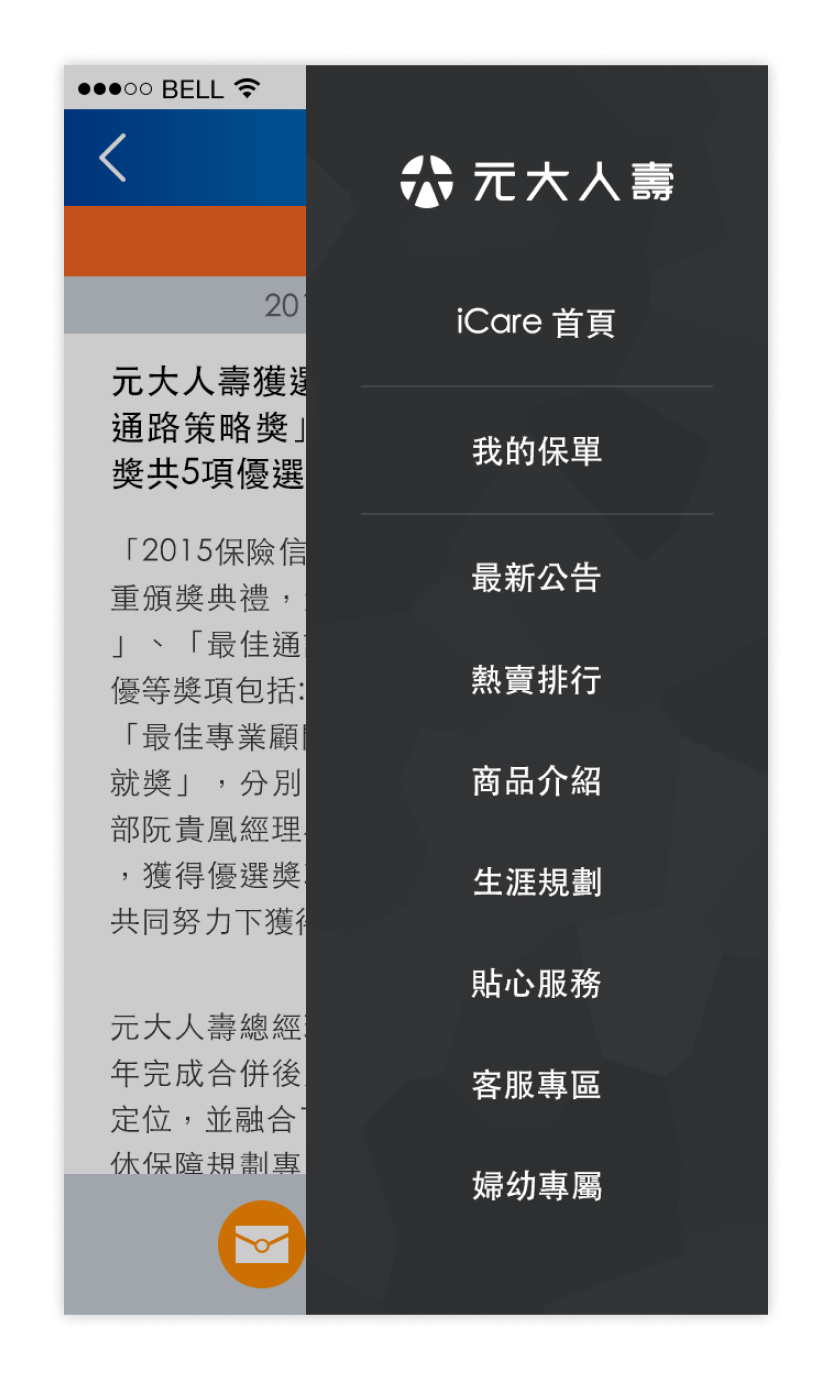 BELL
元大人壽
iCare 首頁
我的保單
最新公告
熱賣排行
商品介紹
生涯規劃
貼心服務
客服專區
婦幼專屬
201
元大人壽獲選
通路策略獎」
獎共5項優選
「2015保險信
重頒獎典禮，
」、「最佳通
優等獎項包括:
「最佳專業顧
就獎」，分別
部阮貴凰經理
，獲得優選獎
共同努力下獲
元大人壽總經
年完成合併後
定位，並融合
休保障規劃專